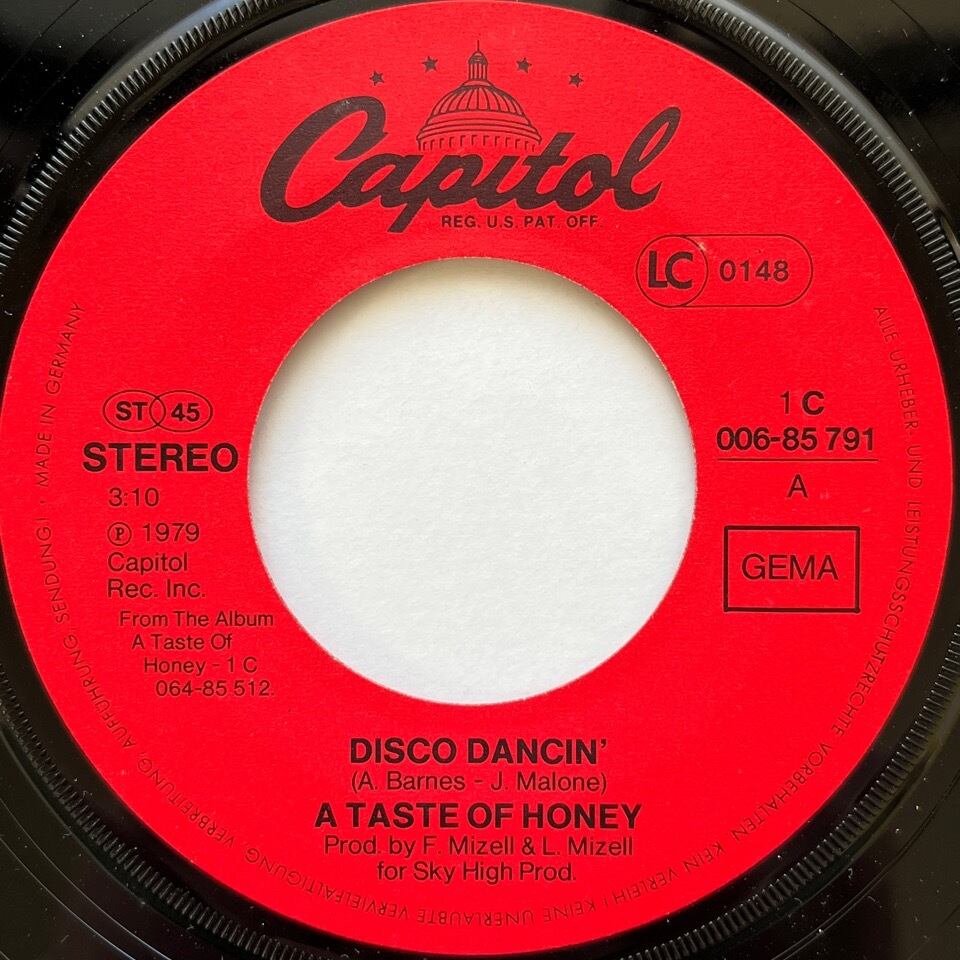 Capitol
REG. U.S. PAT. OFF.
LC 0148
ST 45
STEREO
3:10
Ⓟ 1979
Capitol
Rec. Inc.
From The Album
A Taste Of
Honey - 1 C
064-85 512.
1 C
006-85 791
A
GEMA
DISCO DANCIN'
(A. Barnes - J. Malone)
A TASTE OF HONEY
Prod. by F. Mizell & L. Mizell
for Sky High Prod.
ALLE URHEBER- UND LEISTUNGSSCHUTZRECHTE VORBEHALTEN. KEIN VERLEIH! KEINE UNERLAUBTE VERVIELFÄLTIGUNG, VERBREITUNG, AUFFÜHRUNG, SENDUNG! MADE IN GERMANY